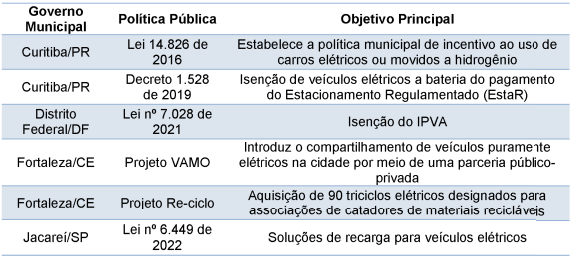 Governo Municipal Política Pública Objetivo Principal
Curitiba/PR Lei 14.826 de 2016 Estabelece a política municipal de incentivo ao uso de
carros elétricos ou movidos a hidrogênio
Curitiba/PR Decreto 1.528 de 2019 Isenção de veículos elétricos a bateria do pagamento
do Estacionamento Regulamentado (EstaR)
Distrito Federal/DF Lei nº 7.028 de 2021 Isenção do IPVA
Fortaleza/CE Projeto VAMO Introduz o compartilhamento de veículos puramente
elétricos na cidade por meio de uma parceria público-
privada
Fortaleza/CE Projeto Re-ciclo Aquisição de 90 triciclos elétricos designados para
associações de catadores de materiais recicláveis
Jacareí/SP Lei nº 6.449 de 2022 Soluções de recarga para veículos elétricos